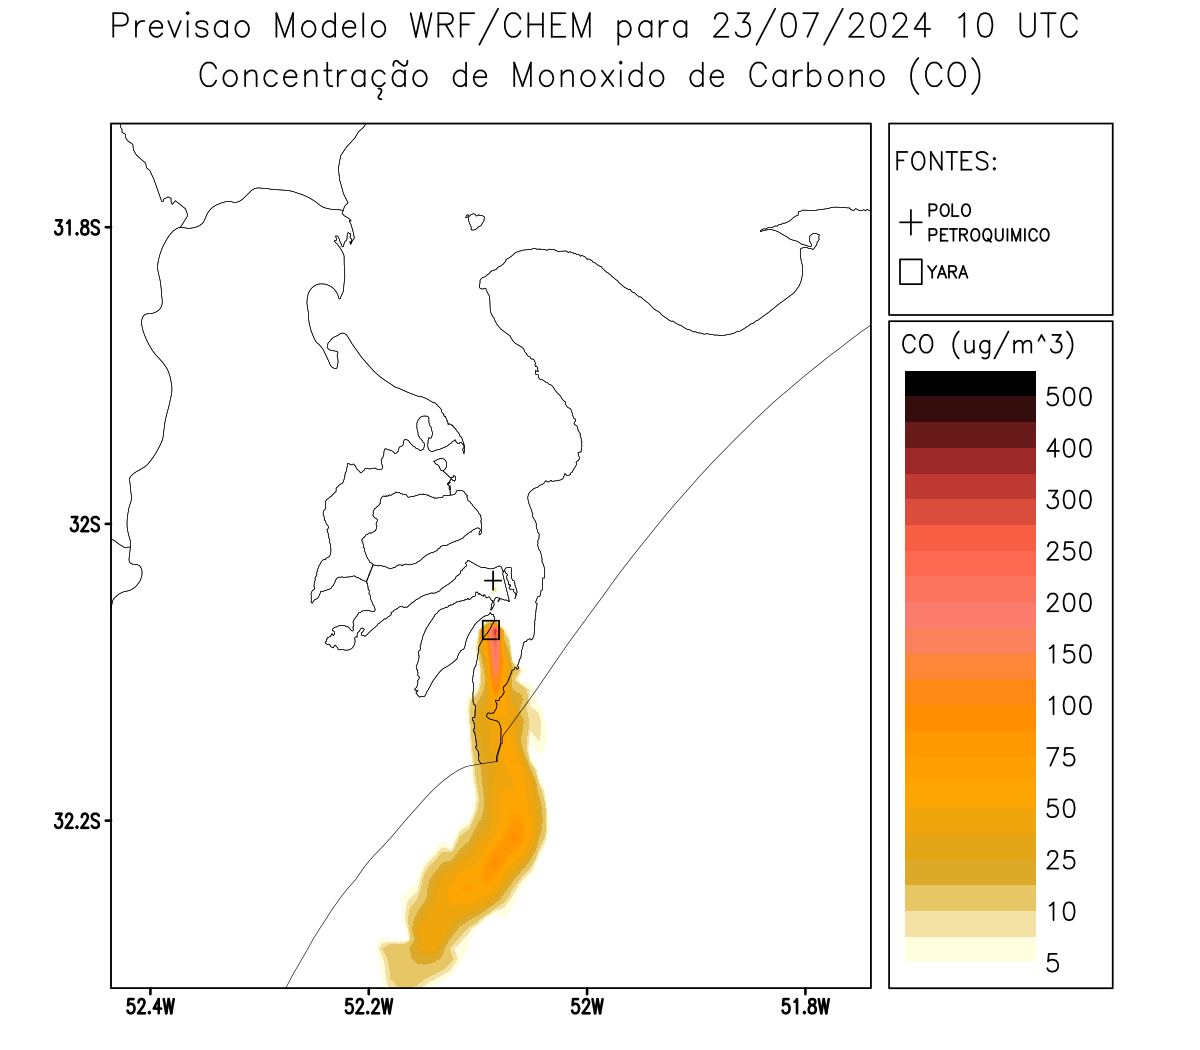 Previsao Modelo WRF/CHEM para 23/07/2024 10 UTC
Concentração de Monoxido de Carbono (CO)
FONTES:
POLO
PETROQUIMICO
YARA
CO (ug/m^3)
500
400
300
250
200
150
100
75
50
25
10
5
31.8S
32S
32.2S
52.4W
52.2W
52W
51.8W